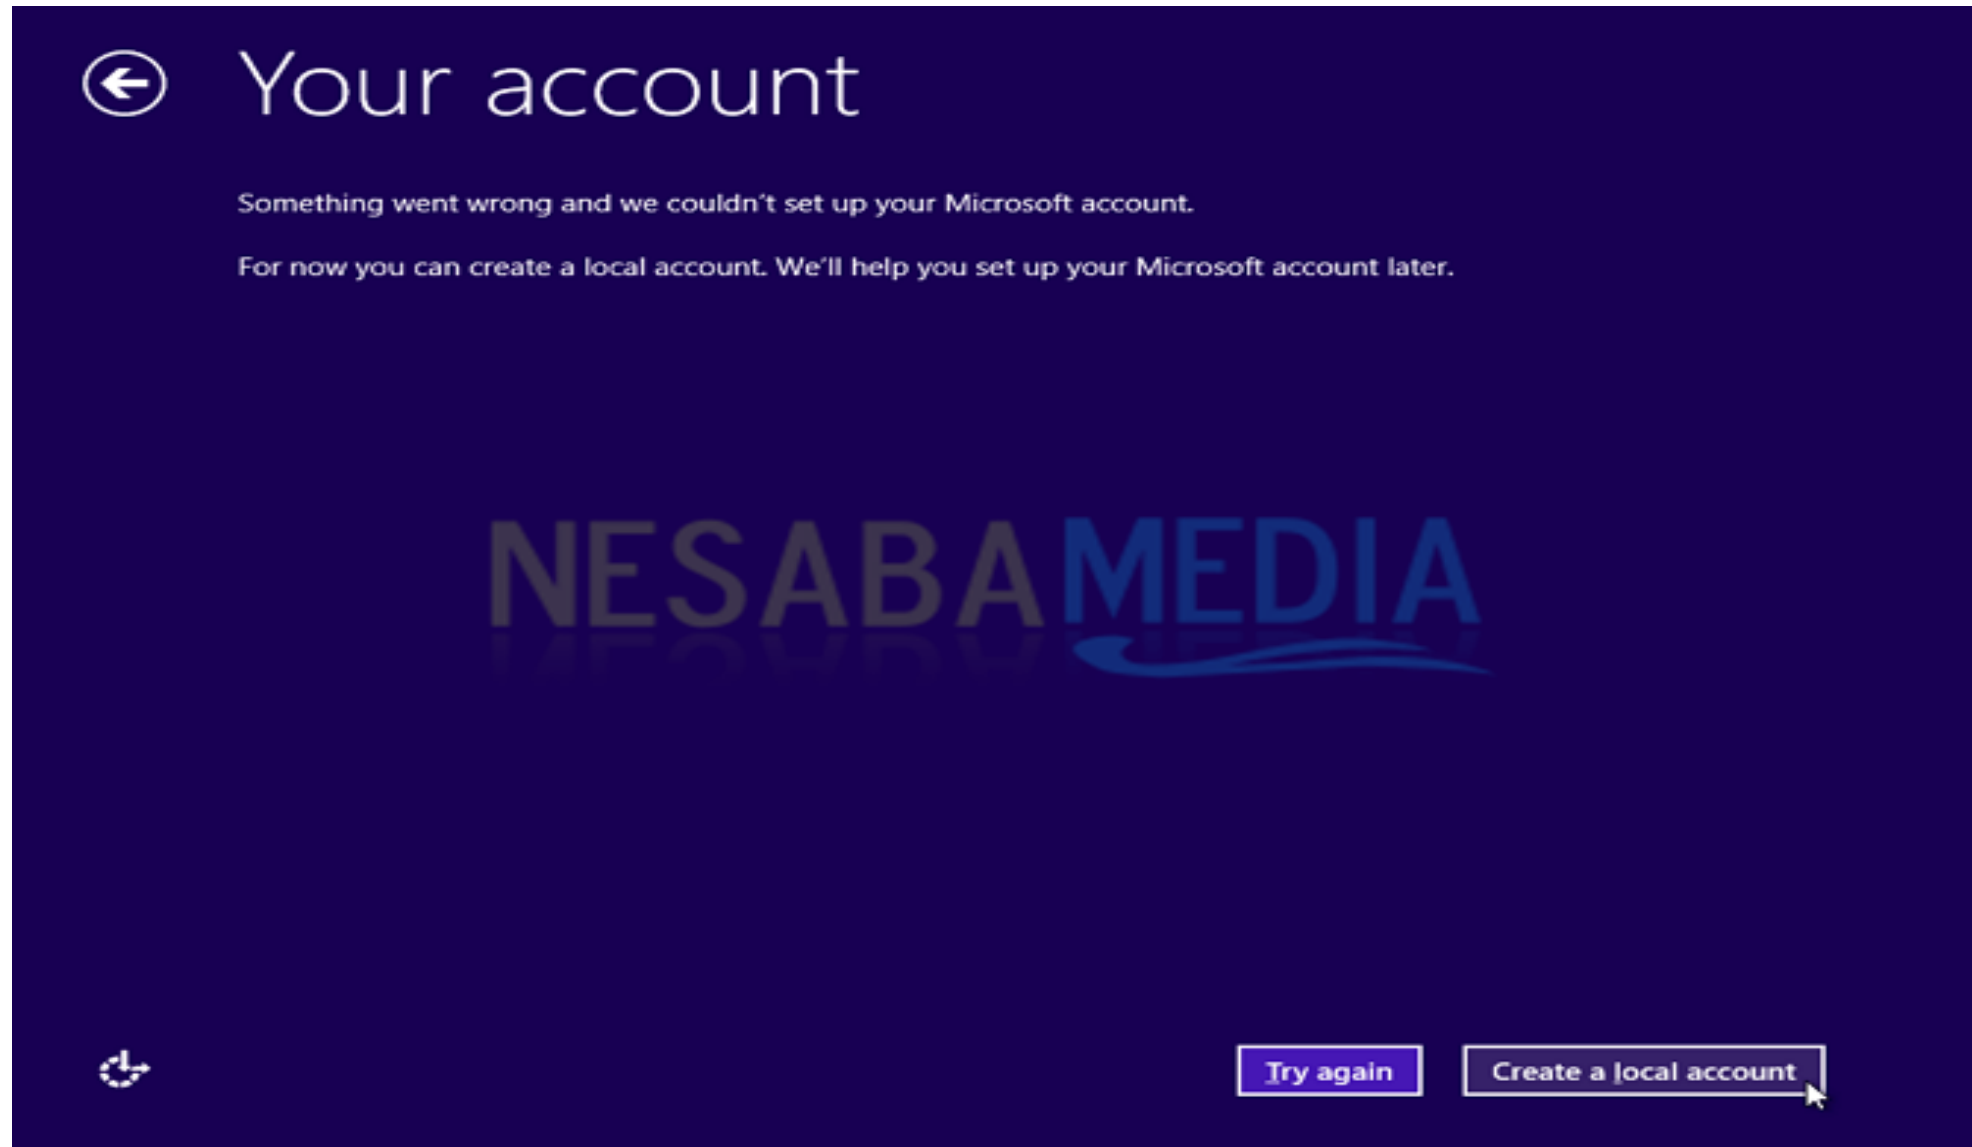 Your account
Something went wrong and we couldn't set up your Microsoft account.
For now you can create a local account. We'll help you set up your Microsoft account later.
NESABAMEDIA
Try again
Create a local account